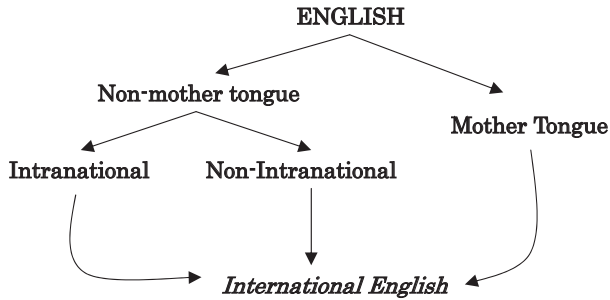 ENGLISH
Non-mother tongue
Mother Tongue
Intranational
Non-Intranational
International English